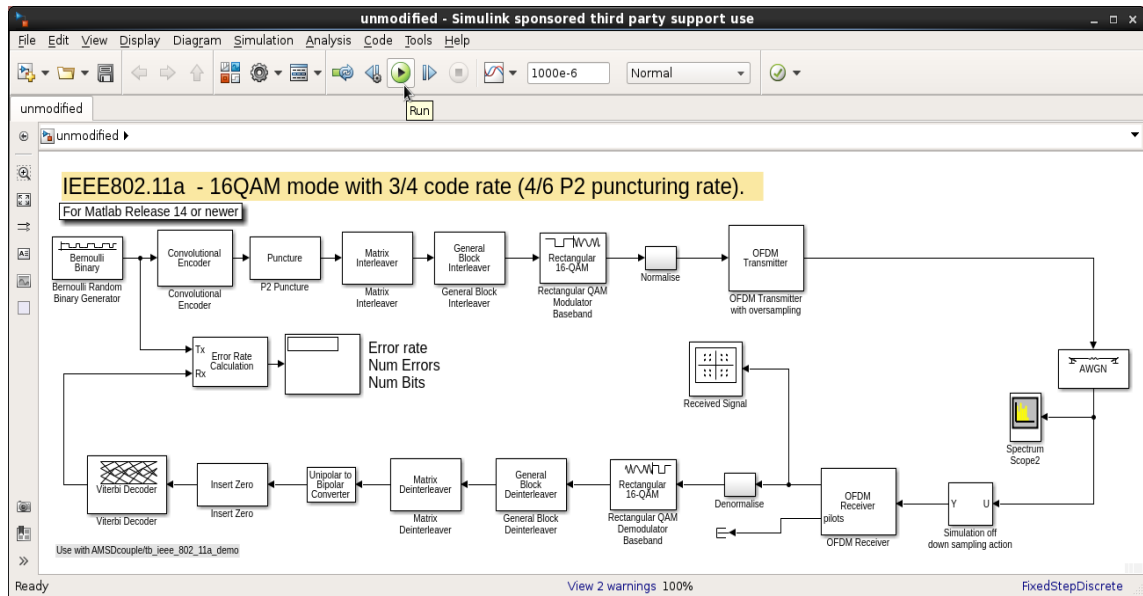 unmodified - Simulink sponsored third party support use
File Edit View Display Diagram Simulation Analysis Code Tools Help
1000e-6
Normal
unmodified
Run
unmodified
IEEE802.11a - 16QAM mode with 3/4 code rate (4/6 P2 puncturing rate).
For Matlab Release 14 or newer
Bernoulli
Binary
Bernoulli Random
Binary Generator
Convolutional
Encoder
Convolutional
Encoder
Puncture
P2 Puncture
Matrix
Interleaver
Matrix
Interleaver
General
Block
Interleaver
General Block
Interleaver
Rectangular
16-QAM
Rectangular QAM
Modulator
Baseband
Normalise
OFDM
Transmitter
OFDM Transmitter
with oversampling
Tx
Rx
Error Rate
Calculation
Error rate
Num Errors
Num Bits
Received Signal
AWGN
Spectrum
Scope2
Viterbi Decoder
Viterbi Decoder
Insert Zero
Insert Zero
Unipolar to
Bipolar
Converter
Matrix
Deinterleaver
Matrix
Deinterleaver
General
Block
Deinterleaver
General Block
Deinterleaver
Rectangular
16-QAM
Rectangular QAM
Demodulator
Baseband
Denormalise
OFDM
Receiver
pilots
OFDM Receiver
Y U
Simulation off
down sampling action
Use with AMSDcouple/tb_ieee_802_11a_demo
Ready
View 2 warnings 100%
FixedStepDiscrete